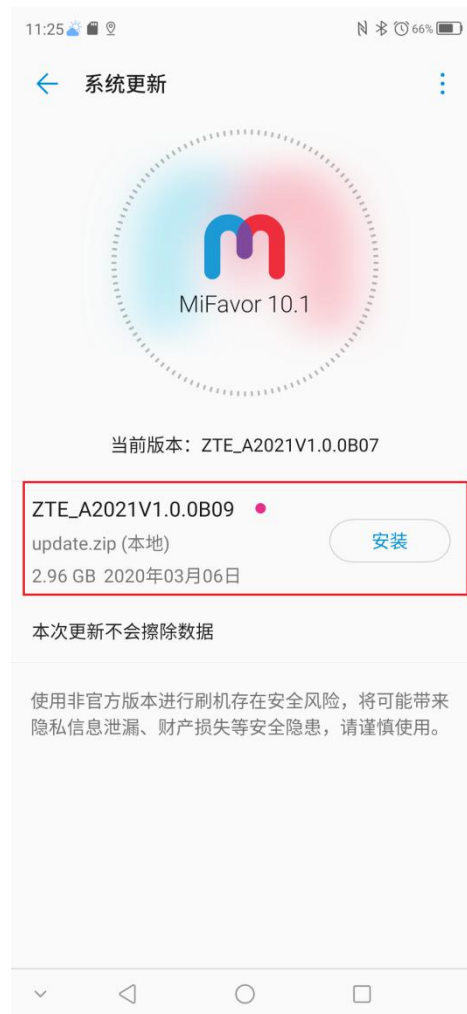 11:25 66%
系统更新
MiFavor 10.1
当前版本：ZTE_A2021V1.0.0B07
ZTE_A2021V1.0.0B09
update.zip (本地)
安装
2.96 GB 2020年03月06日
本次更新不会擦除数据
使用非官方版本进行刷机存在安全风险，将可能带来
隐私信息泄漏、财产损失等安全隐患，请谨慎使用。